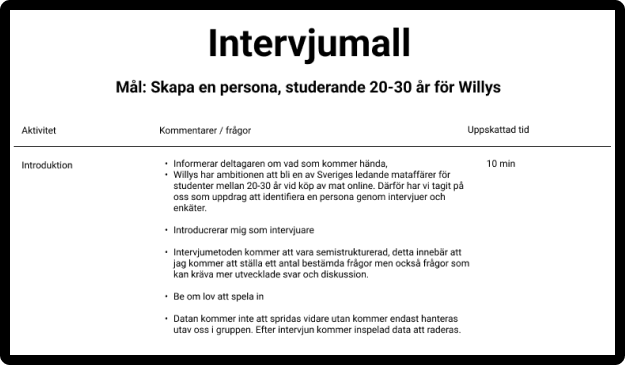 Intervjumall
Mål: Skapa en persona, studerande 20-30 år för Willys
Aktivitet Kommentarer / frågor Uppskattad tid
Introduktion • Informerar deltagaren om vad som kommer hända, 10 min
• Willys har ambitionen att bli en av Sveriges ledande mataffärer för
studenter mellan 20-30 år vid köp av mat online. Därför har vi tagit på
oss som uppdrag att identifiera en persona genom intervjuer och
enkäter.
• Introducrerar mig som intervjuare
• Intervjumetoden kommer att vara semistrukturerad, detta innebär att
jag kommer att ställa ett antal bestämda frågor men också frågor som
kan kräva mer utvecklade svar och diskussion.
• Be om lov att spela in
• Datan kommer inte att spridas vidare utan kommer endast hanteras
utav oss i gruppen. Efter intervjun kommer inspelad data att raderas.